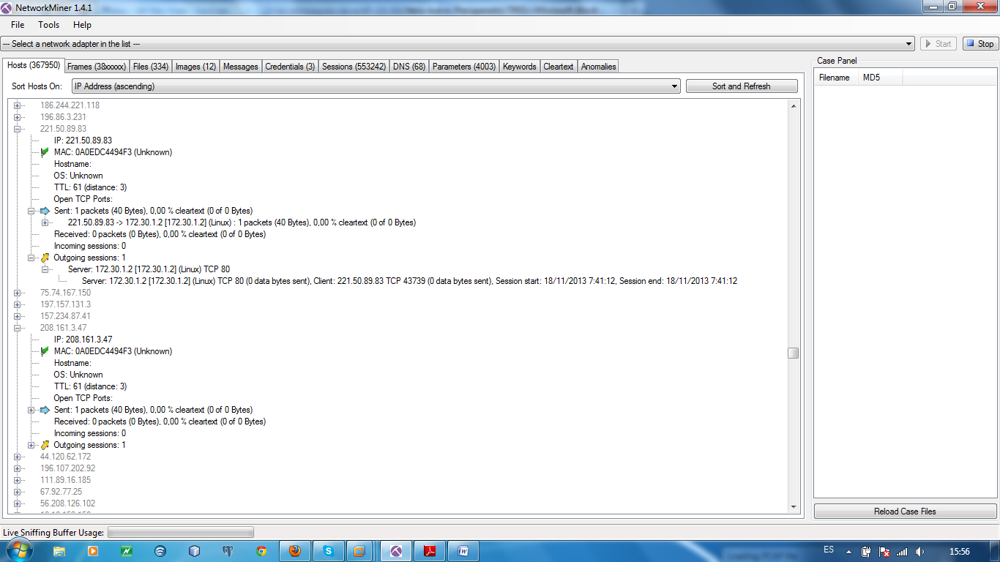 NetworkMiner 1.4.1
File Tools Help
--- Select a network adapter in the list ---
Start
Stop
Hosts (367950) Frames (38xxxxx) Files (334) Images (12) Messages Credentials (3) Sessions (553242) DNS (68) Parameters (4003) Keywords Cleartext Anomalies
Sort Hosts On: IP Address (ascending) Sort and Refresh
186.244.221.118
196.86.3.231
221.50.89.83
IP: 221.50.89.83
MAC: 0A0EDC4494F3 (Unknown)
Hostname:
OS: Unknown
TTL: 61 (distance: 3)
Open TCP Ports:
Sent: 1 packets (40 Bytes), 0,00 % cleartext (0 of 0 Bytes)
221.50.89.83 -> 172.30.1.2 [172.30.1.2] (Linux) : 1 packets (40 Bytes), 0,00 % cleartext (0 of 0 Bytes)
Received: 0 packets (0 Bytes), 0,00 % cleartext (0 of 0 Bytes)
Incoming sessions: 0
Outgoing sessions: 1
Server: 172.30.1.2 [172.30.1.2] (Linux) TCP 80
Server: 172.30.1.2 [172.30.1.2] (Linux) TCP 80 (0 data bytes sent), Client: 221.50.89.83 TCP 43739 (0 data bytes sent), Session start: 18/11/2013 7:41:12, Session end: 18/11/2013 7:41:12
75.74.167.150
197.157.131.3
157.234.87.41
208.161.3.47
IP: 208.161.3.47
MAC: 0A0EDC4494F3 (Unknown)
Hostname:
OS: Unknown
TTL: 61 (distance: 3)
Open TCP Ports:
Sent: 1 packets (40 Bytes), 0,00 % cleartext (0 of 0 Bytes)
Received: 0 packets (0 Bytes), 0,00 % cleartext (0 of 0 Bytes)
Incoming sessions: 0
Outgoing sessions: 1
44.120.62.172
196.107.202.92
111.89.16.185
67.92.77.25
56.208.126.102
Case Panel
Filename MD5
Reload Case Files
Live Sniffing Buffer Usage:
ES
15:56